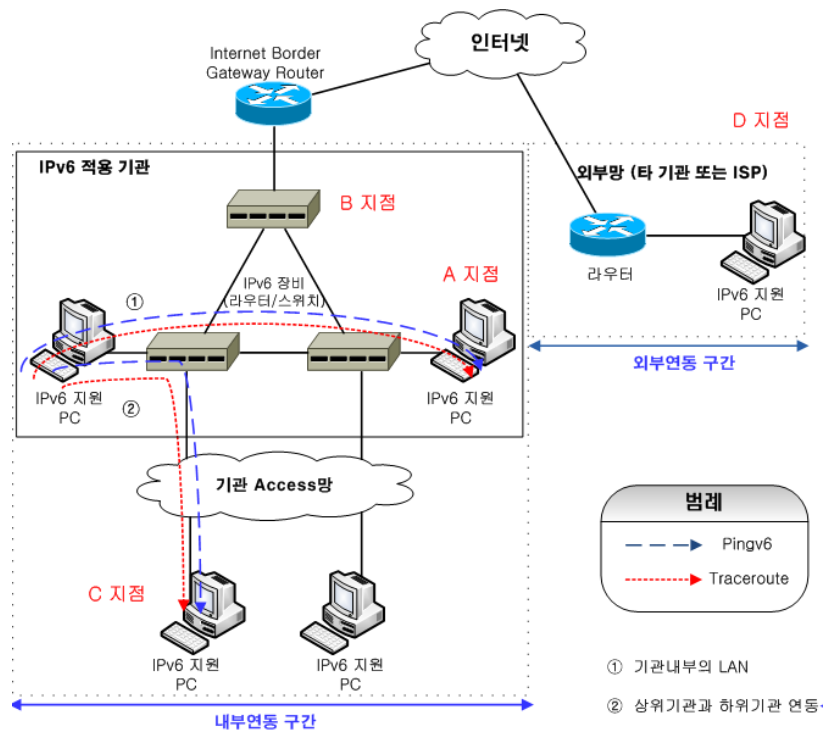 인터넷
Internet Border
Gateway Router
D 지점
IPv6 적용 기관
외부망 (타 기관 또는 ISP)
B 지점
A 지점
IPv6 장비
(라우터/스위치)
①
라우터
IPv6 지원
PC
외부연동 구간
IPv6 지원
PC
②
IPv6 지원
PC
기관 Access망
범례
Pingv6
Traceroute
C 지점
IPv6 지원
PC
IPv6 지원
PC
① 기관내부의 LAN
② 상위기관과 하위기관 연동
내부연동 구간